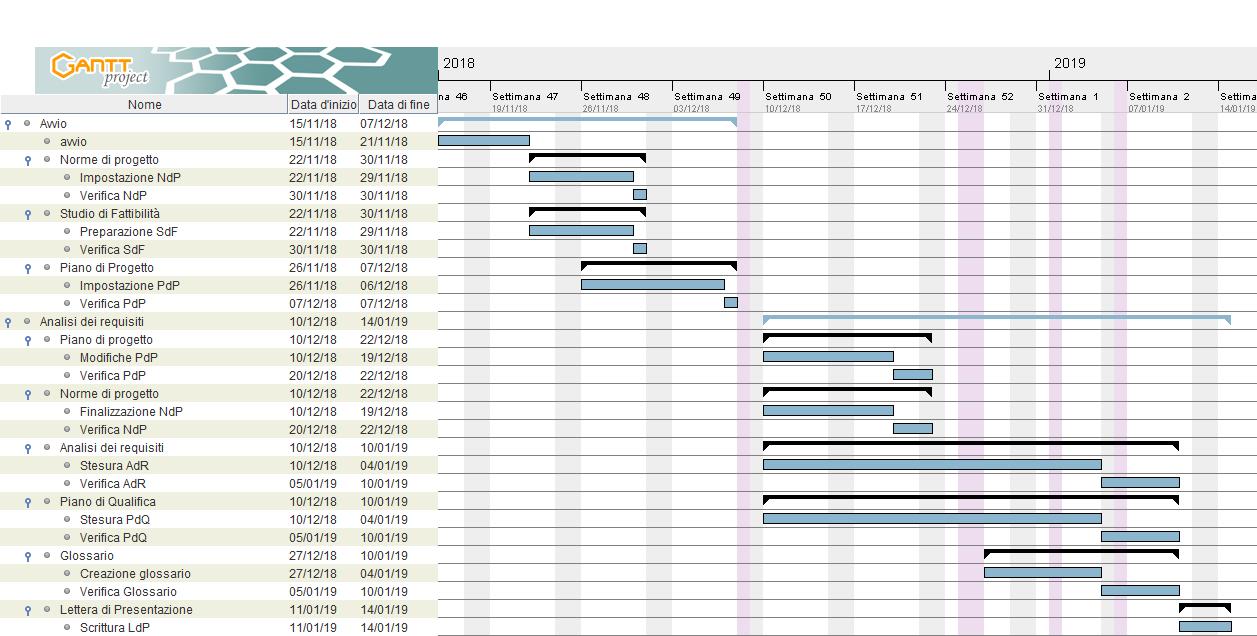 GANTT project
2018 2019
na 46 Settimana 47 Settimana 48 Settimana 49 Settimana 50 Settimana 51 Settimana 52 Settimana 1 Settimana 2 Settima
19/11/18 26/11/18 03/12/18 10/12/18 17/12/18 24/12/18 31/12/18 07/01/19 14/01/19
Nome Data d'inizio Data di fine
Avvio 15/11/18 07/12/18
avvio 15/11/18 21/11/18
Norme di progetto 22/11/18 30/11/18
Impostazione NdP 22/11/18 29/11/18
Verifica NdP 30/11/18 30/11/18
Studio di Fattibilità 22/11/18 30/11/18
Preparazione SdF 22/11/18 29/11/18
Verifica SdF 30/11/18 30/11/18
Piano di Progetto 26/11/18 07/12/18
Impostazione PdP 26/11/18 06/12/18
Verifica PdP 07/12/18 07/12/18
Analisi dei requisiti 10/12/18 14/01/19
Piano di progetto 10/12/18 22/12/18
Modifiche PdP 10/12/18 19/12/18
Verifica PdP 20/12/18 22/12/18
Norme di progetto 10/12/18 22/12/18
Finalizzazione NdP 10/12/18 19/12/18
Verifica NdP 20/12/18 22/12/18
Analisi dei requisiti 10/12/18 10/01/19
Stesura AdR 10/12/18 04/01/19
Verifica AdR 05/01/19 10/01/19
Piano di Qualifica 10/12/18 10/01/19
Stesura PdQ 10/12/18 04/01/19
Verifica PdQ 05/01/19 10/01/19
Glossario 27/12/18 10/01/19
Creazione glossario 27/12/18 04/01/19
Verifica Glossario 05/01/19 10/01/19
Lettera di Presentazione 11/01/19 14/01/19
Scrittura LdP 11/01/19 14/01/19